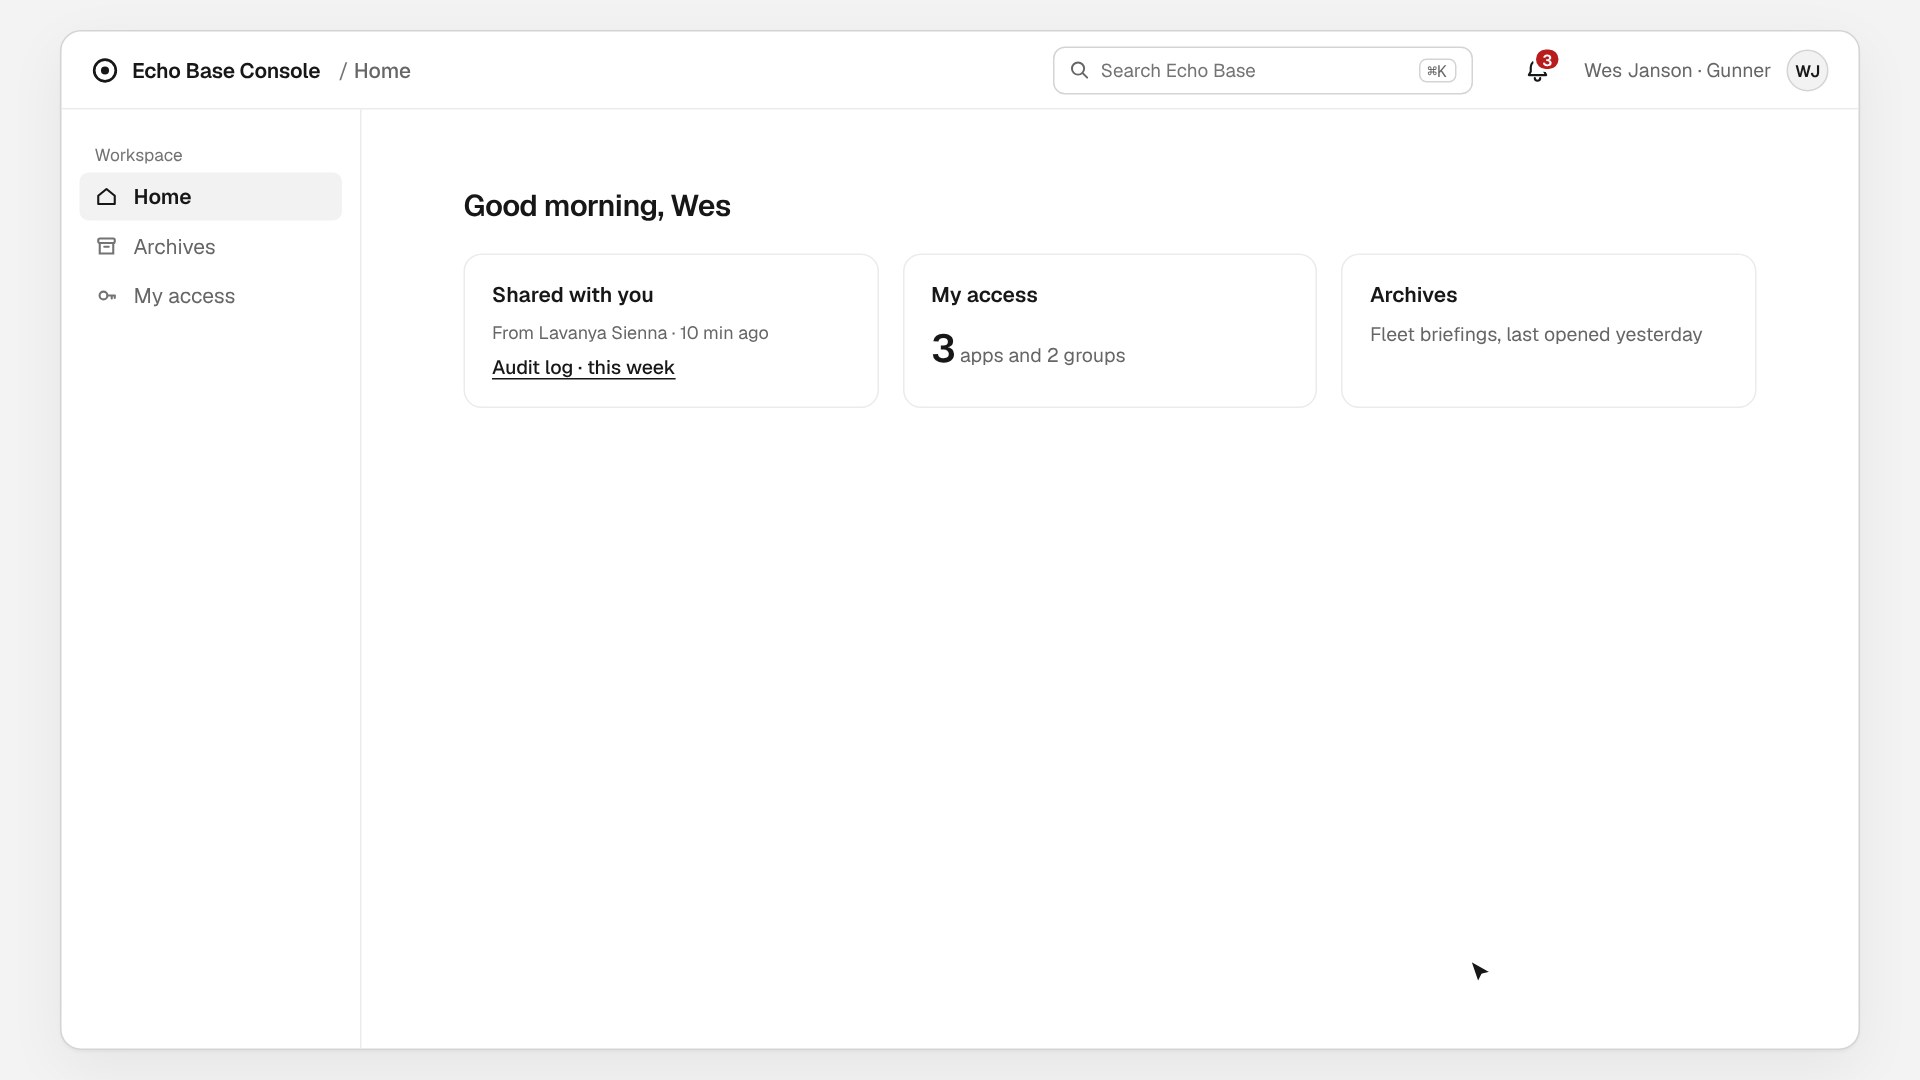 Echo Base Console / Home
Search Echo Base ⌘K
3
Wes Janson · Gunner WJ
Workspace
Home
Archives
My access
Good morning, Wes
Shared with you
From Lavanya Sienna · 10 min ago
Audit log · this week
My access
3 apps and 2 groups
Archives
Fleet briefings, last opened yesterday